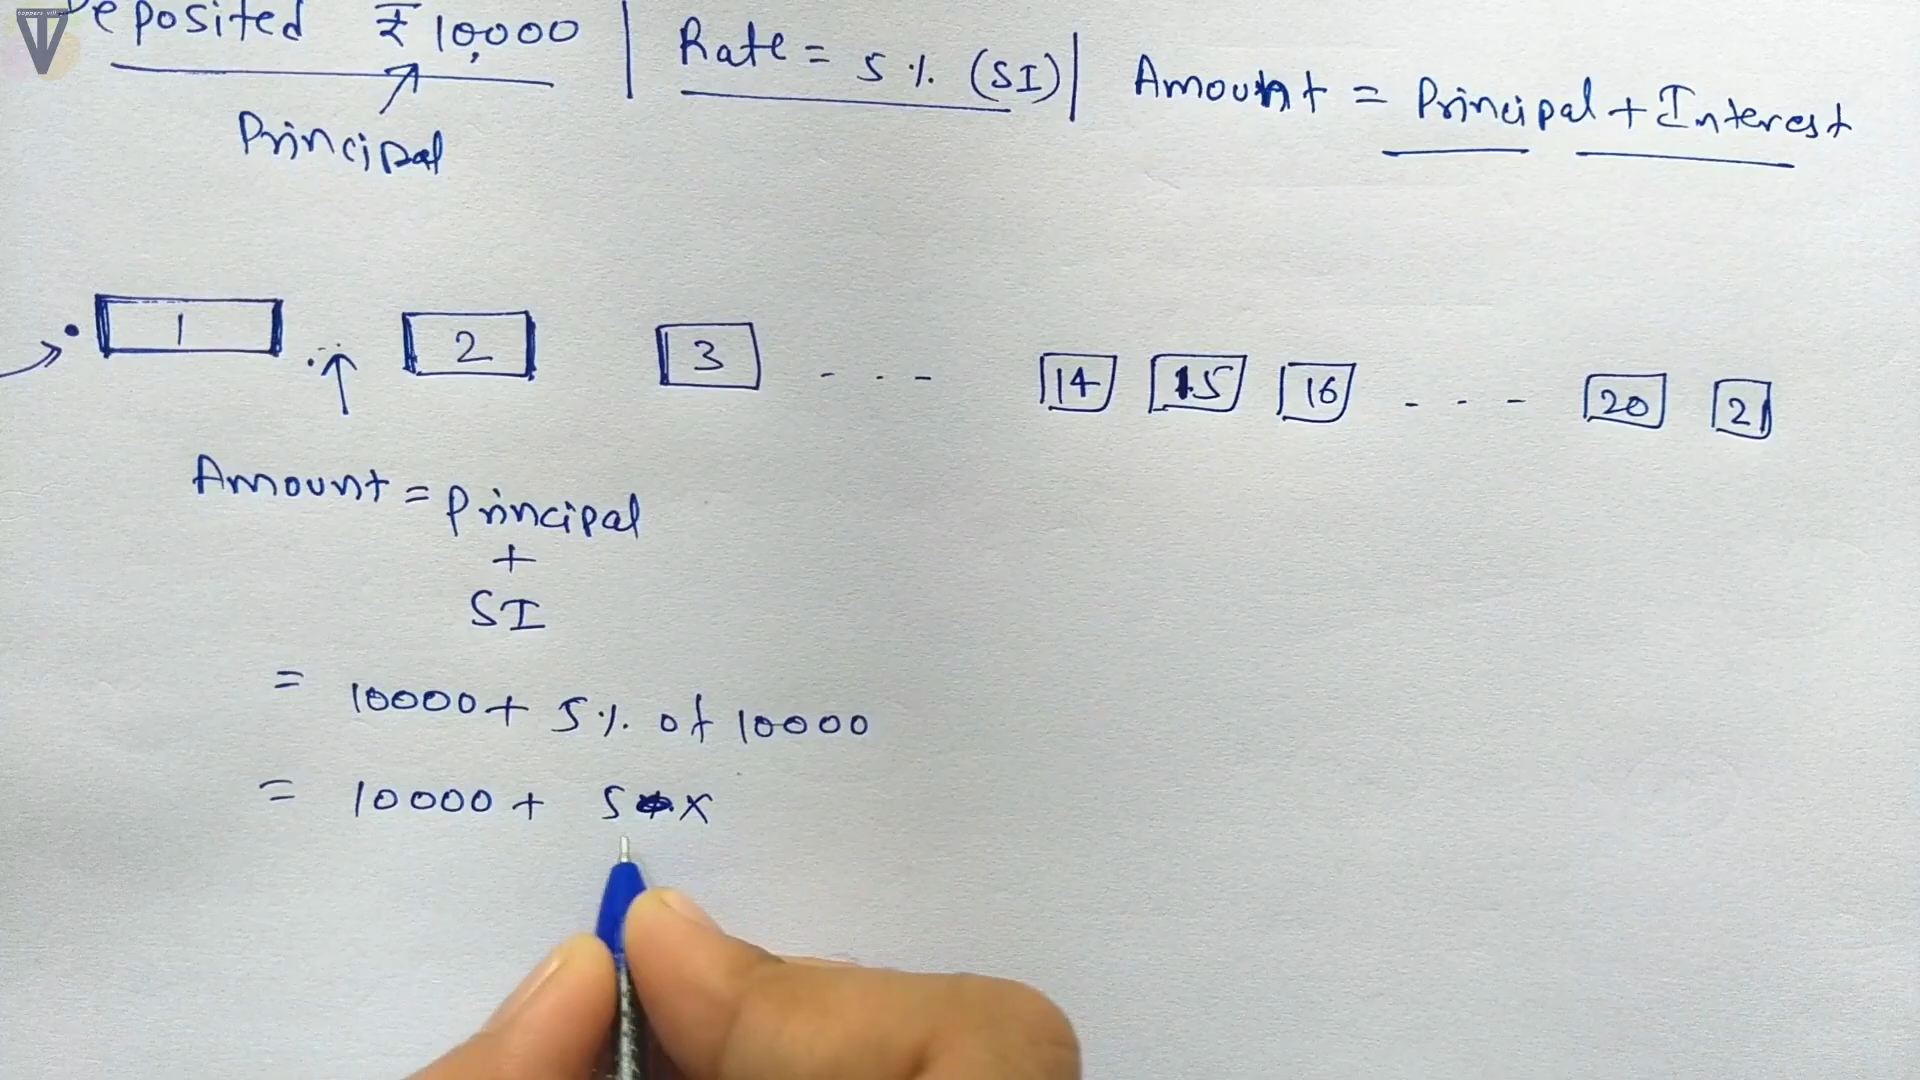 eposited ₹ 10,000 | Rate = 5% (SI) | Amount = Principal + Interest
Principal
1 2 3 - - - 14 15 16 - - - 20 21
Amount = Principal
+
SI
= 10000 + 5% of 10000
= 10000 + 5 x